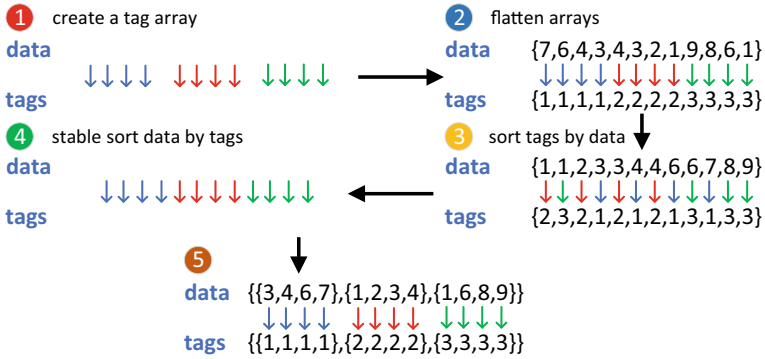 1 create a tag array
data
tags
2 flatten arrays
data {7,6,4,3,4,3,2,1,9,8,6,1}
tags {1,1,1,1,2,2,2,2,3,3,3,3}
3 sort tags by data
data {1,1,2,3,3,4,4,6,6,7,8,9}
tags {2,3,2,1,2,1,2,1,3,1,3,3}
4 stable sort data by tags
data
tags
5
data {{3,4,6,7},{1,2,3,4},{1,6,8,9}}
tags {{1,1,1,1},{2,2,2,2},{3,3,3,3}}